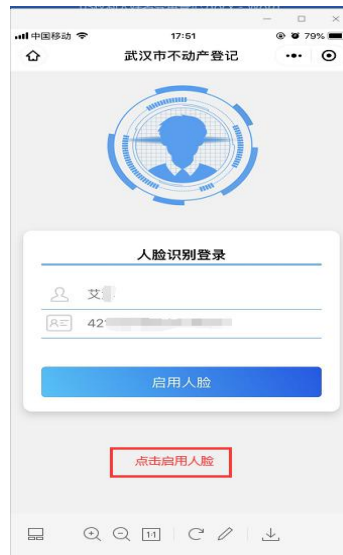 中国移动 17:51 79%
武汉市不动产登记
人脸识别登录
艾
42
启用人脸
点击启用人脸
1:1